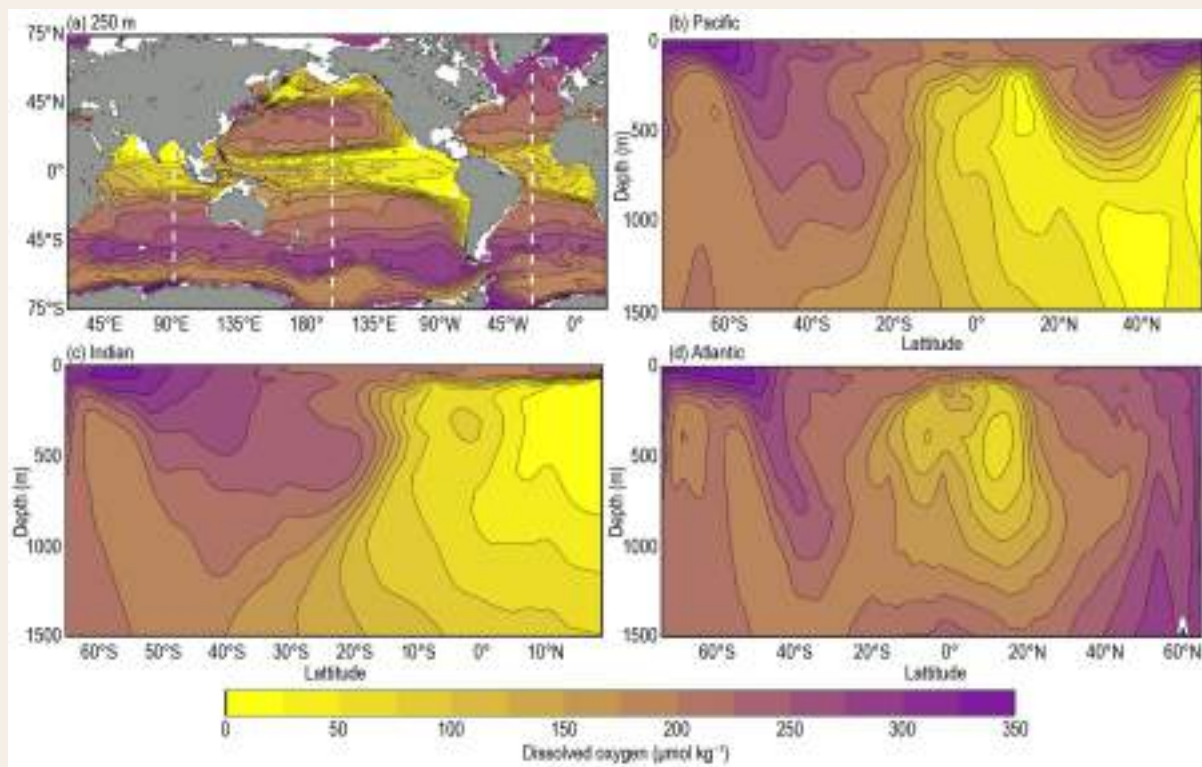 (a) 250 m
75°N
45°N
0°
45°S
75°S
45°E 90°E 135°E 180° 135°E 90°W 45°W 0°
(b) Pacific
0
500
1000
1500
Depth (m)
60°S 40°S 20°S 0° 20°N 40°N
Lattitude
(c) Indian
0
500
1000
1500
Depth (m)
60°S 50°S 40°S 30°S 20°S 10°S 0° 10°N
Lattitude
(d) Atlantic
0
500
1000
1500
Depth (m)
60°S 40°S 20°S 0° 20°N 40°N 60°N
Lattitude
0 50 100 150 200 250 300 350
Dissolved oxygen (µmol kg⁻¹)